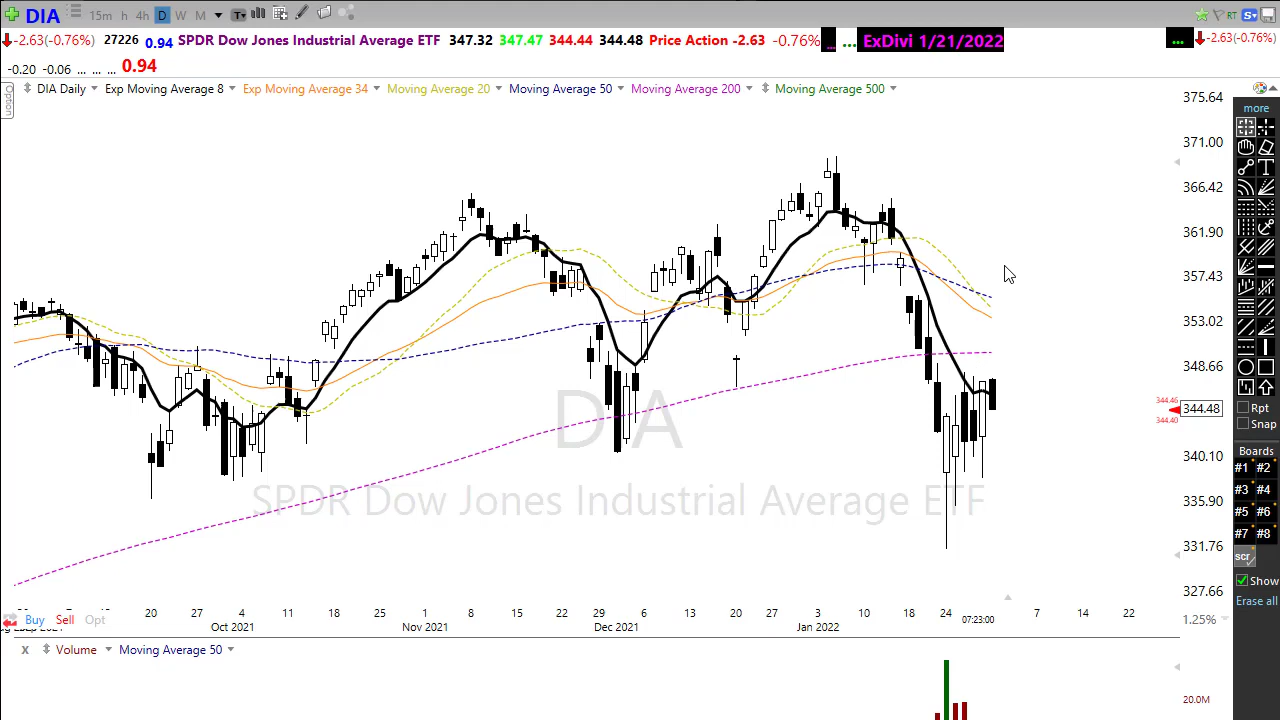 DIA 15m h 4h D W M T RT S
-2.63(-0.76%) 27226 0.94 SPDR Dow Jones Industrial Average ETF 347.32 347.47 344.44 344.48 Price Action -2.63 -0.76% ... ... ExDivi 1/21/2022 ... -2.63(-0.76%)
-0.20 -0.06 ... ... 0.94
Option
DIA Daily Exp Moving Average 8 Exp Moving Average 34 Moving Average 20 Moving Average 50 Moving Average 200 Moving Average 500
375.64
371.00
366.42
361.90
357.43
353.02
348.66
344.46
344.48
344.40
340.10
335.90
331.76
327.66
1.25%
DIA
SPDR Dow Jones Industrial Average ETF
20 27 4 11 18 25 1 8 15 22 29 6 13 20 27 3 10 18 24 07:23:00 7 14 22
Oct 2021 Nov 2021 Dec 2021 Jan 2022
Buy Sell Opt
x Volume Moving Average 50
20.0M
more
T
Rpt
Snap
Boards
#1 #2
#3 #4
#5 #6
#7 #8
scr
Show
Erase all